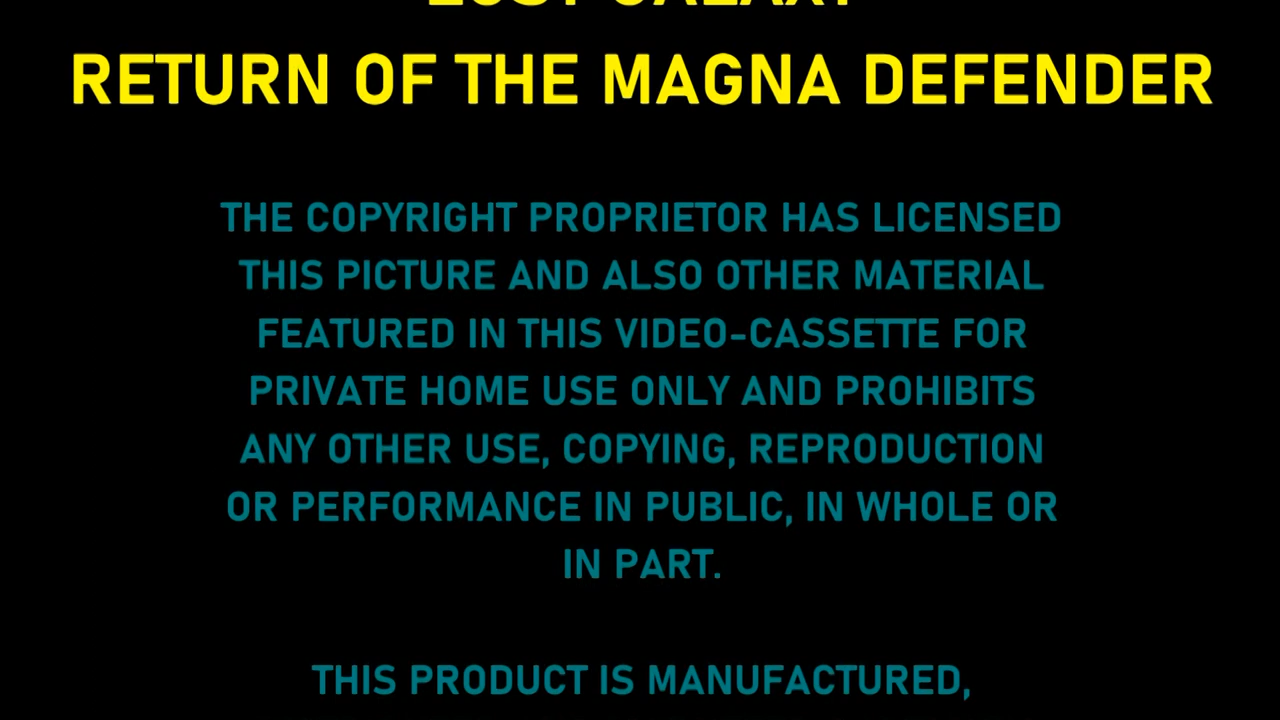 LOST GALAXY
RETURN OF THE MAGNA DEFENDER
THE COPYRIGHT PROPRIETOR HAS LICENSED
THIS PICTURE AND ALSO OTHER MATERIAL
FEATURED IN THIS VIDEO-CASSETTE FOR
PRIVATE HOME USE ONLY AND PROHIBITS
ANY OTHER USE, COPYING, REPRODUCTION
OR PERFORMANCE IN PUBLIC, IN WHOLE OR
IN PART.
THIS PRODUCT IS MANUFACTURED,